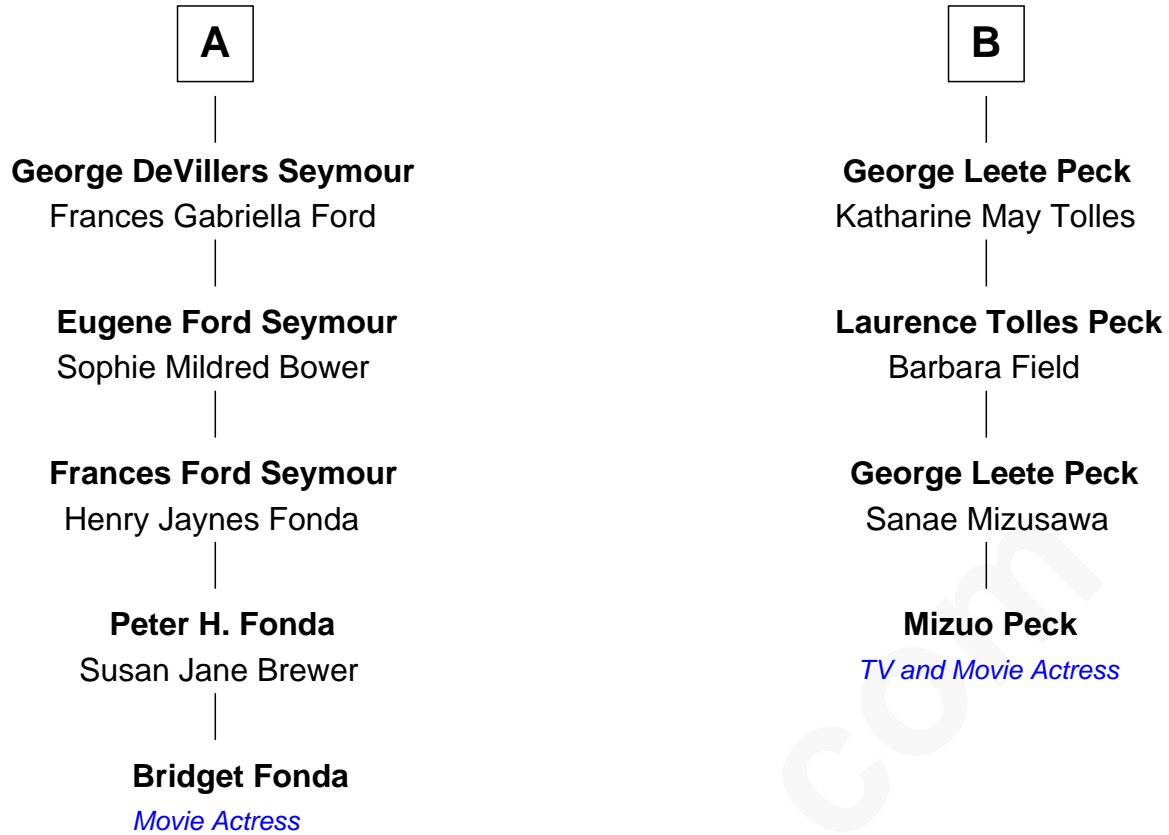 A
George DeVillers Seymour
Frances Gabriella Ford
Eugene Ford Seymour
Sophie Mildred Bower
Frances Ford Seymour
Henry Jaynes Fonda
Peter H. Fonda
Susan Jane Brewer
Bridget Fonda
Movie Actress
B
George Leete Peck
Katharine May Tolles
Laurence Tolles Peck
Barbara Field
George Leete Peck
Sanae Mizusawa
Mizuo Peck
TV and Movie Actress
com